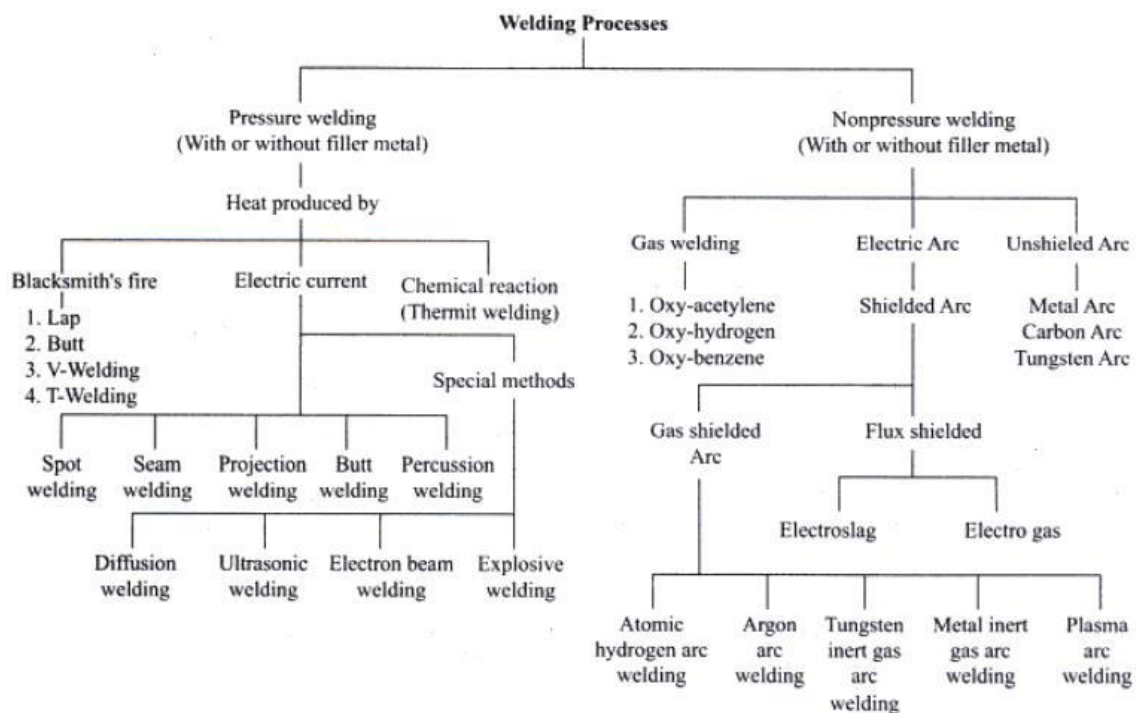 Welding Processes
Pressure welding
(With or without filler metal)
Nonpressure welding
(With or without filler metal)
Heat produced by
Blacksmith's fire
1. Lap
2. Butt
3. V-Welding
4. T-Welding
Electric current
Chemical reaction
(Thermit welding)
Special methods
Spot
welding
Seam
welding
Projection
welding
Butt
welding
Percussion
welding
Diffusion
welding
Ultrasonic
welding
Electron beam
welding
Explosive
welding
Gas welding
1. Oxy-acetylene
2. Oxy-hydrogen
3. Oxy-benzene
Electric Arc
Shielded Arc
Unshieled Arc
Metal Arc
Carbon Arc
Tungsten Arc
Gas shielded
Arc
Flux shielded
Electroslag
Electro gas
Atomic
hydrogen arc
welding
Argon
arc
welding
Tungsten
inert gas
arc
welding
Metal inert
gas arc
welding
Plasma
arc
welding